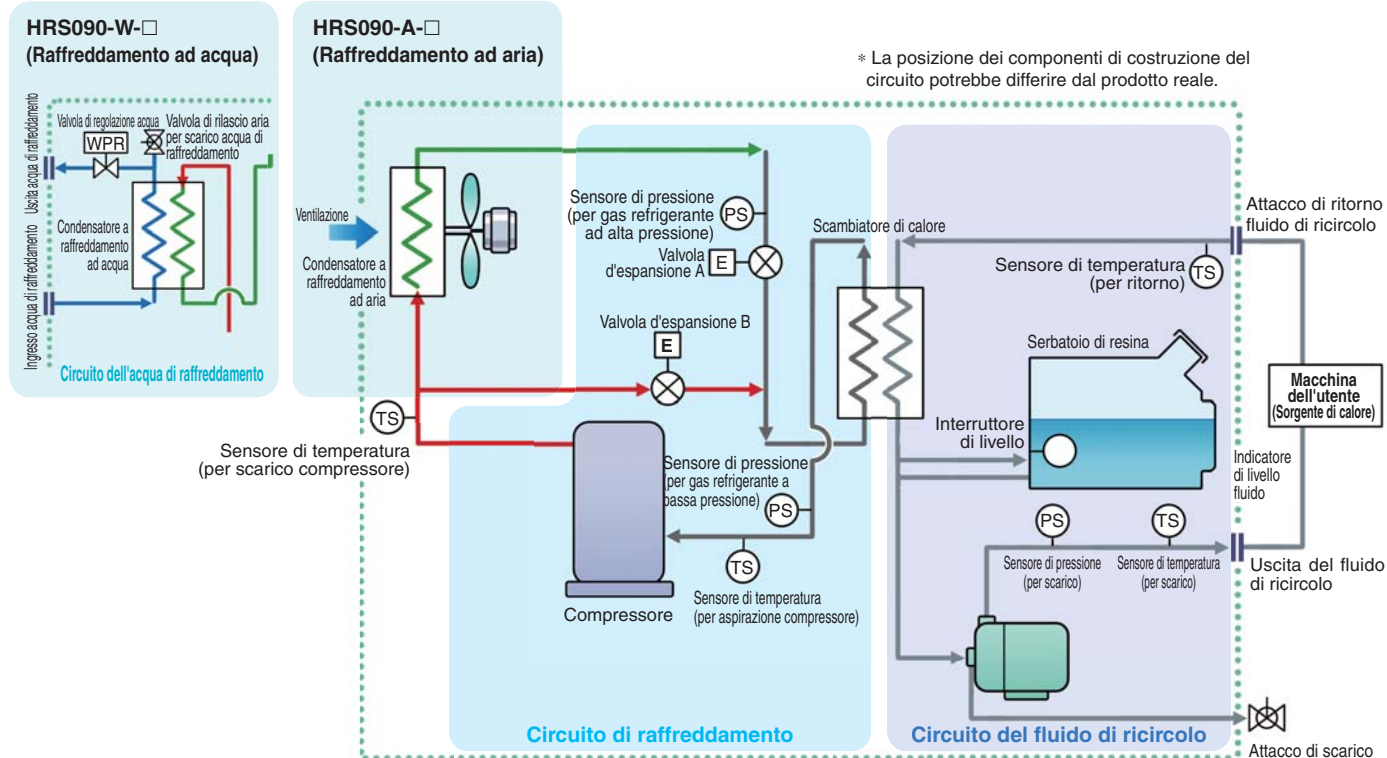 HRS090-W-□
(Raffreddamento ad acqua)
Uscita acqua di raffreddamento
Ingresso acqua di raffreddamento
Valvola di regolazione acqua
WPR
Valvola di rilascio aria
per scarico acqua di
raffreddamento
Condensatore a
raffreddamento
ad acqua
Circuito dell'acqua di raffreddamento
HRS090-A-□
(Raffreddamento ad aria)
* La posizione dei componenti di costruzione del
circuito potrebbe differire dal prodotto reale.
Ventilazione
Condensatore a
raffreddamento
ad aria
Sensore di pressione
(per gas refrigerante
ad alta pressione)
PS
Valvola
d'espansione A
E
Valvola d'espansione B
E
TS
Sensore di temperatura
(per scarico compressore)
Compressore
Sensore di pressione
(per gas refrigerante a
bassa pressione)
PS
TS
Sensore di temperatura
(per aspirazione compressore)
Circuito di raffreddamento
Scambiatore di calore
Sensore di temperatura
(per ritorno)
TS
Attacco di ritorno
fluido di ricircolo
Serbatoio di resina
Interruttore
di livello
Indicatore
di livello
fluido
Macchina
dell'utente
(Sorgente di calore)
PS
Sensore di pressione
(per scarico)
TS
Sensore di temperatura
(per scarico)
Uscita del fluido
di ricircolo
Circuito del fluido di ricircolo
Attacco di scarico